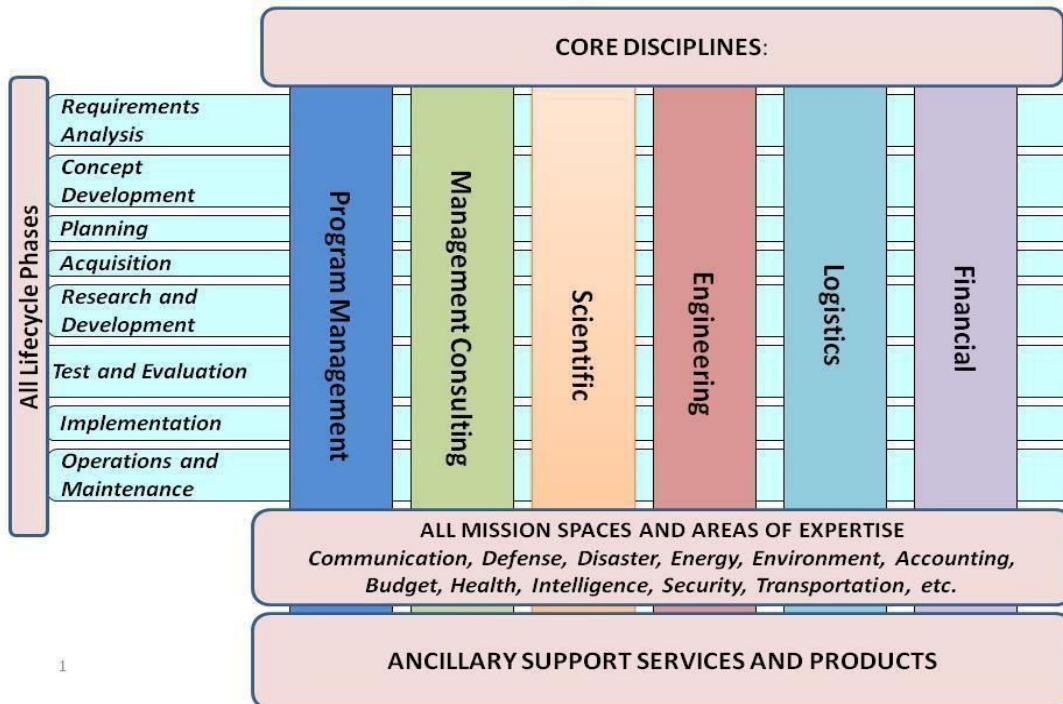 CORE DISCIPLINES:
All Lifecycle Phases
Requirements
Analysis
Concept
Development
Planning
Acquisition
Research and
Development
Test and Evaluation
Implementation
Operations and
Maintenance
Program Management
Management Consulting
Scientific
Engineering
Logistics
Financial
ALL MISSION SPACES AND AREAS OF EXPERTISE
Communication, Defense, Disaster, Energy, Environment, Accounting,
Budget, Health, Intelligence, Security, Transportation, etc.
ANCILLARY SUPPORT SERVICES AND PRODUCTS
1